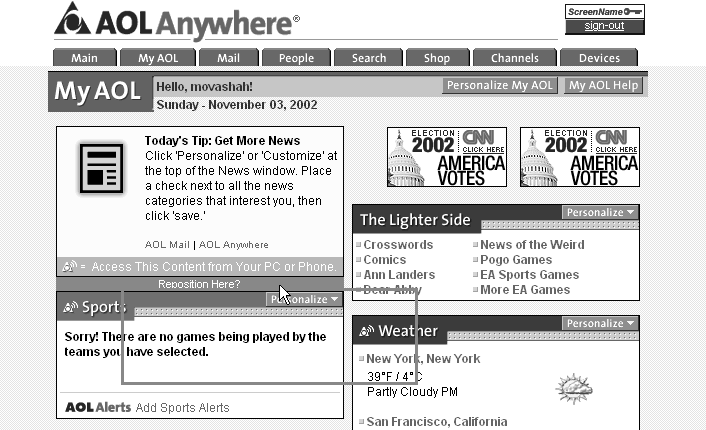 AOL Anywhere®
ScreenName
sign-out
Main My AOL Mail People Search Shop Channels Devices
My AOL
Hello, movashah!
Personalize My AOL My AOL Help
Sunday - November 03, 2002
Today's Tip: Get More News
Click 'Personalize' or 'Customize' at
the top of the News window. Place
a check next to all the news
categories that interest you, then
click 'save.'
AOL Mail | AOL Anywhere
= Access This Content from Your PC or Phone.
Reposition Here?
Sports
Personalize
Sorry! There are no games being played by the
teams you have selected.
AOL Alerts Add Sports Alerts
ELECTION 2002 CNN
CLICK HERE
AMERICA
VOTES
ELECTION 2002 CNN
CLICK HERE
AMERICA
VOTES
The Lighter Side
Personalize
Crosswords News of the Weird
Comics Pogo Games
Ann Landers EA Sports Games
Dear Abby More EA Games
Weather
Personalize
New York, New York
39°F / 4° C
Partly Cloudy PM
San Francisco, California